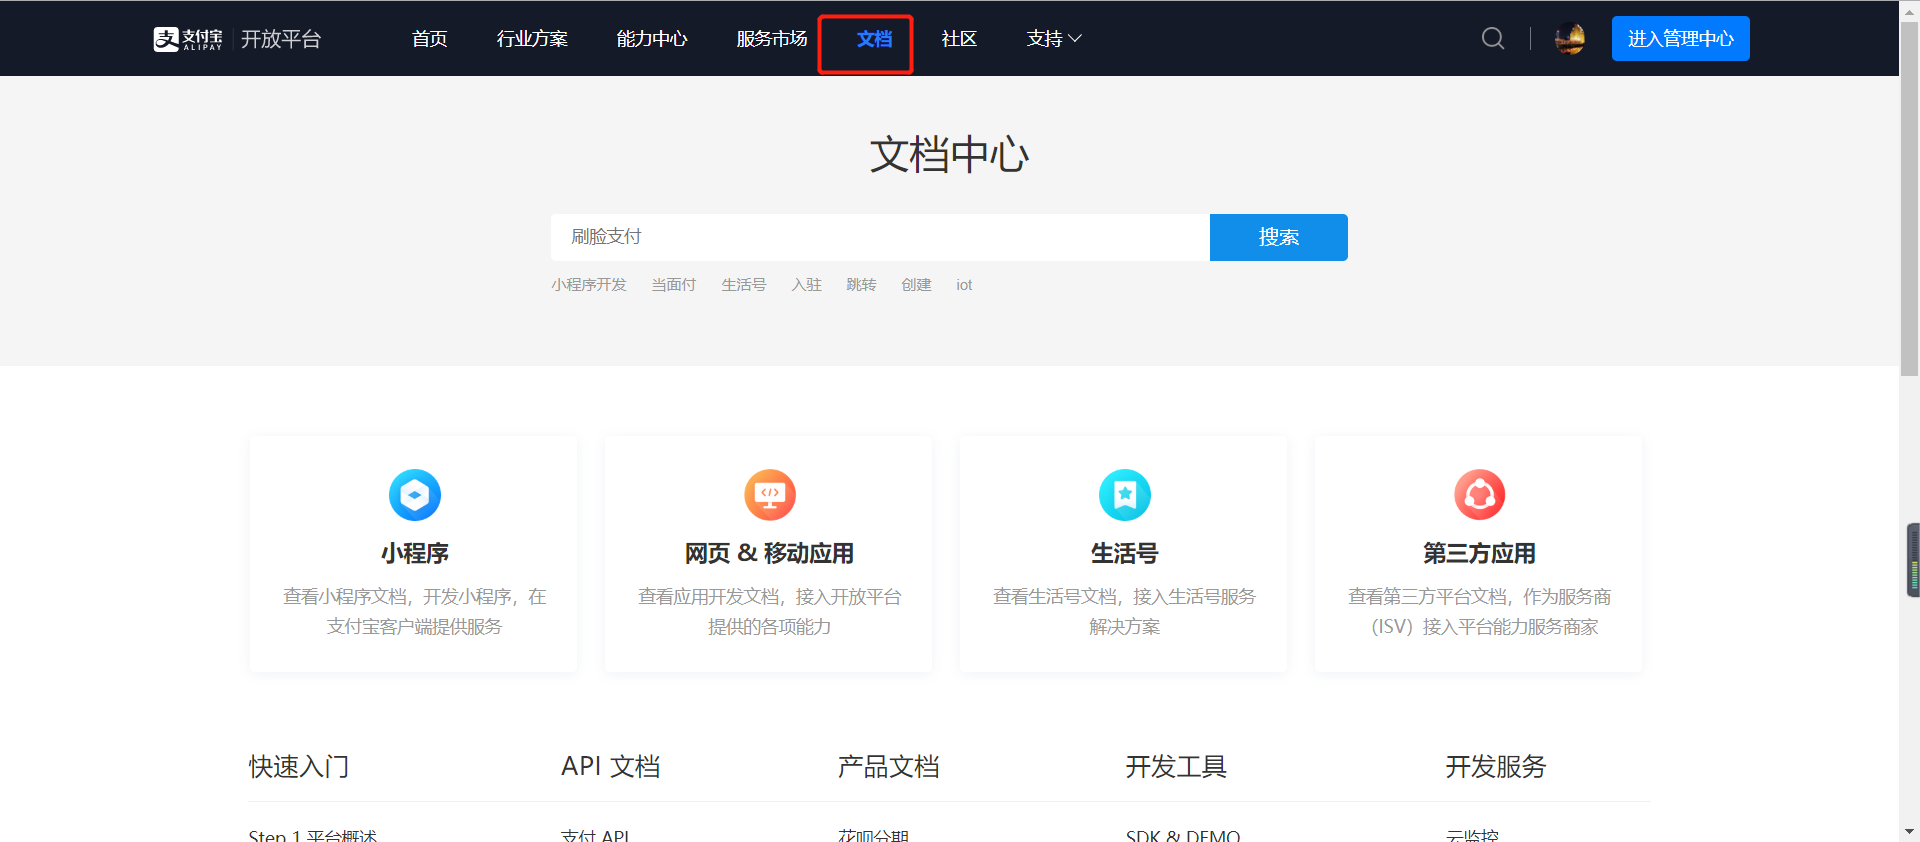 支付宝 ALIPAY 开放平台 首页 行业方案 能力中心 服务市场 文档 社区 支持 进入管理中心
文档中心
刷脸支付 搜索
小程序开发 当面付 生活号 入驻 跳转 创建 iot
小程序
查看小程序文档，开发小程序，在
支付宝客户端提供服务
网页 & 移动应用
查看应用开发文档，接入开放平台
提供的各项能力
生活号
查看生活号文档，接入生活号服务
解决方案
第三方应用
查看第三方平台文档，作为服务商
（ISV）接入平台能力服务商家
快速入门 API 文档 产品文档 开发工具 开发服务
Step 1 平台概述 支付 API 花呗分期 SDK & DEMO 云监控